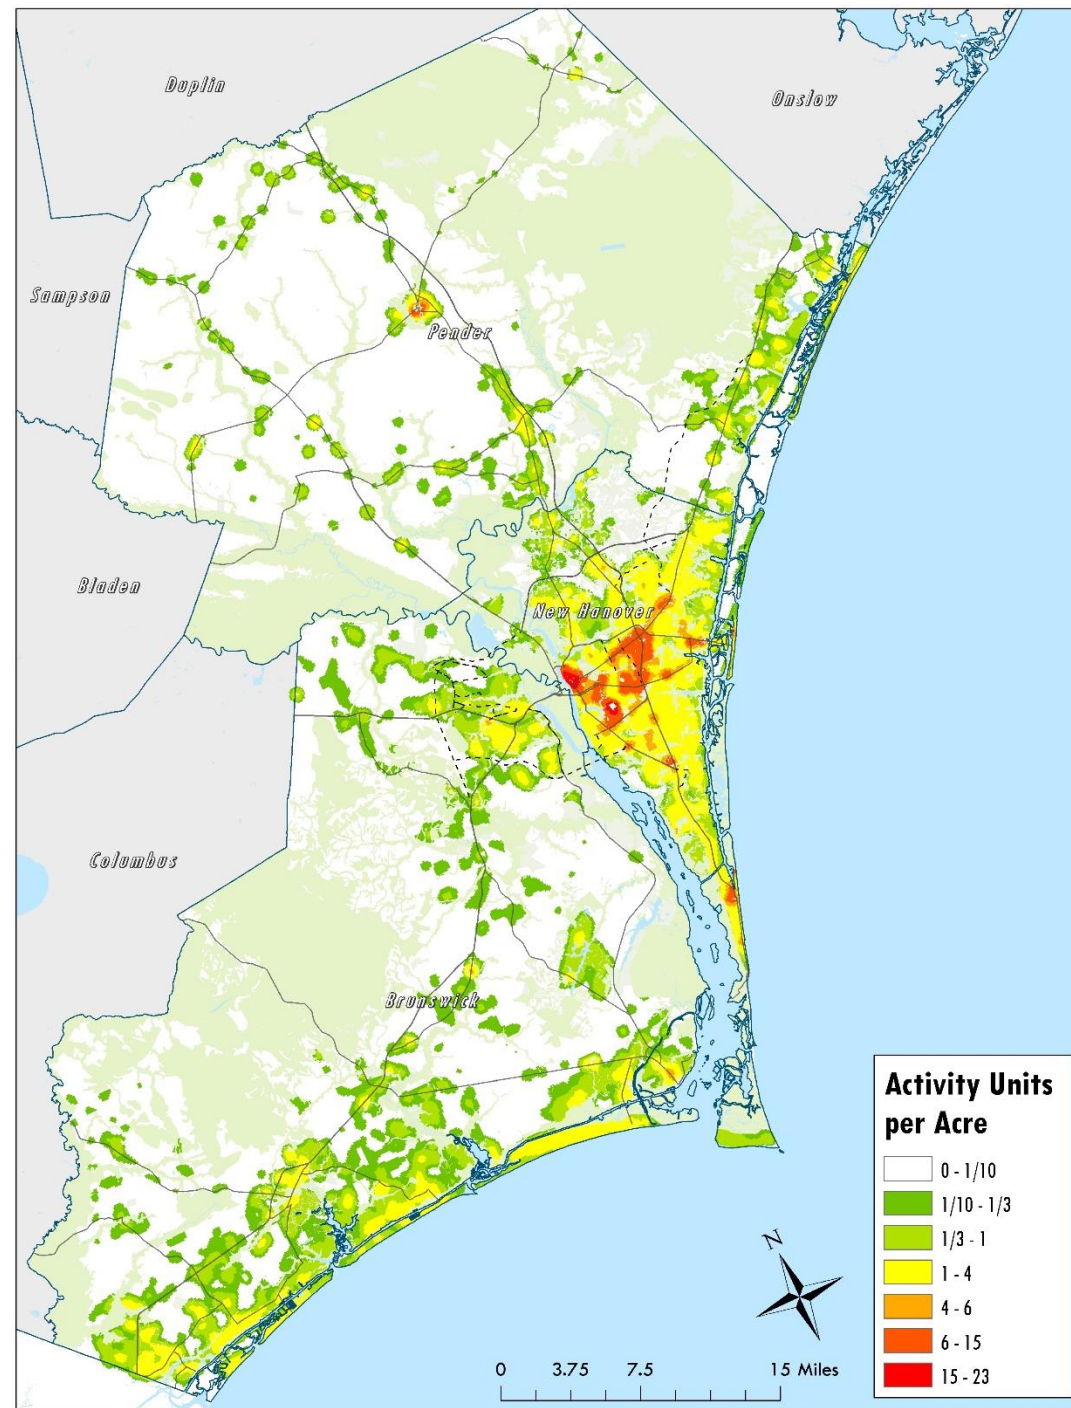 Duplin
Onslow
Sampson
Pender
Bladen
New Hanover
Columbus
Brunswick
Activity Units
per Acre
0 - 1/10
1/10 - 1/3
1/3 - 1
1 - 4
4 - 6
6 - 15
15 - 23
N
0 3.75 7.5 15 Miles